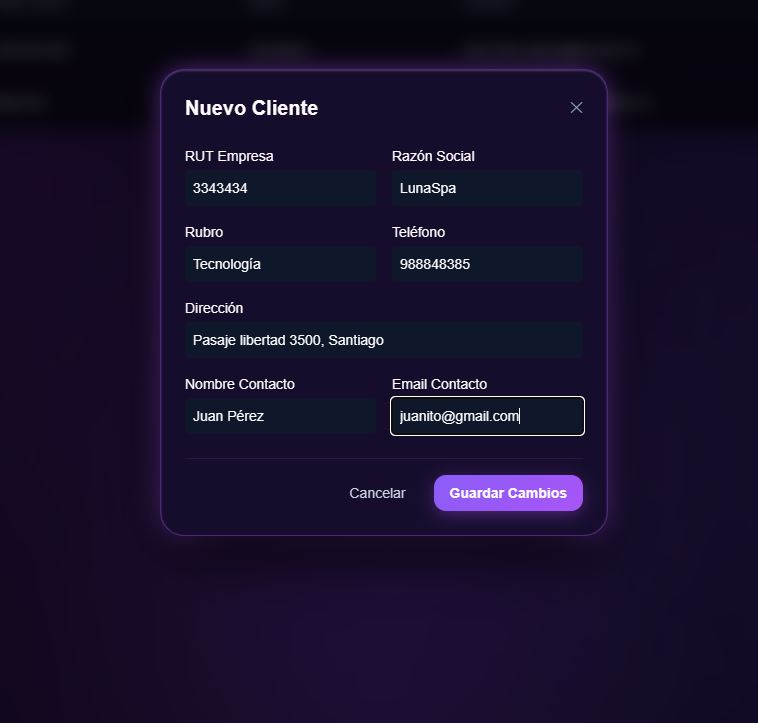 Nuevo Cliente
RUT Empresa
Razón Social
3343434
LunaSpa
Rubro
Teléfono
Tecnología
988848385
Dirección
Pasaje libertad 3500, Santiago
Nombre Contacto
Email Contacto
Juan Pérez
juanito@gmail.com
Cancelar
Guardar Cambios